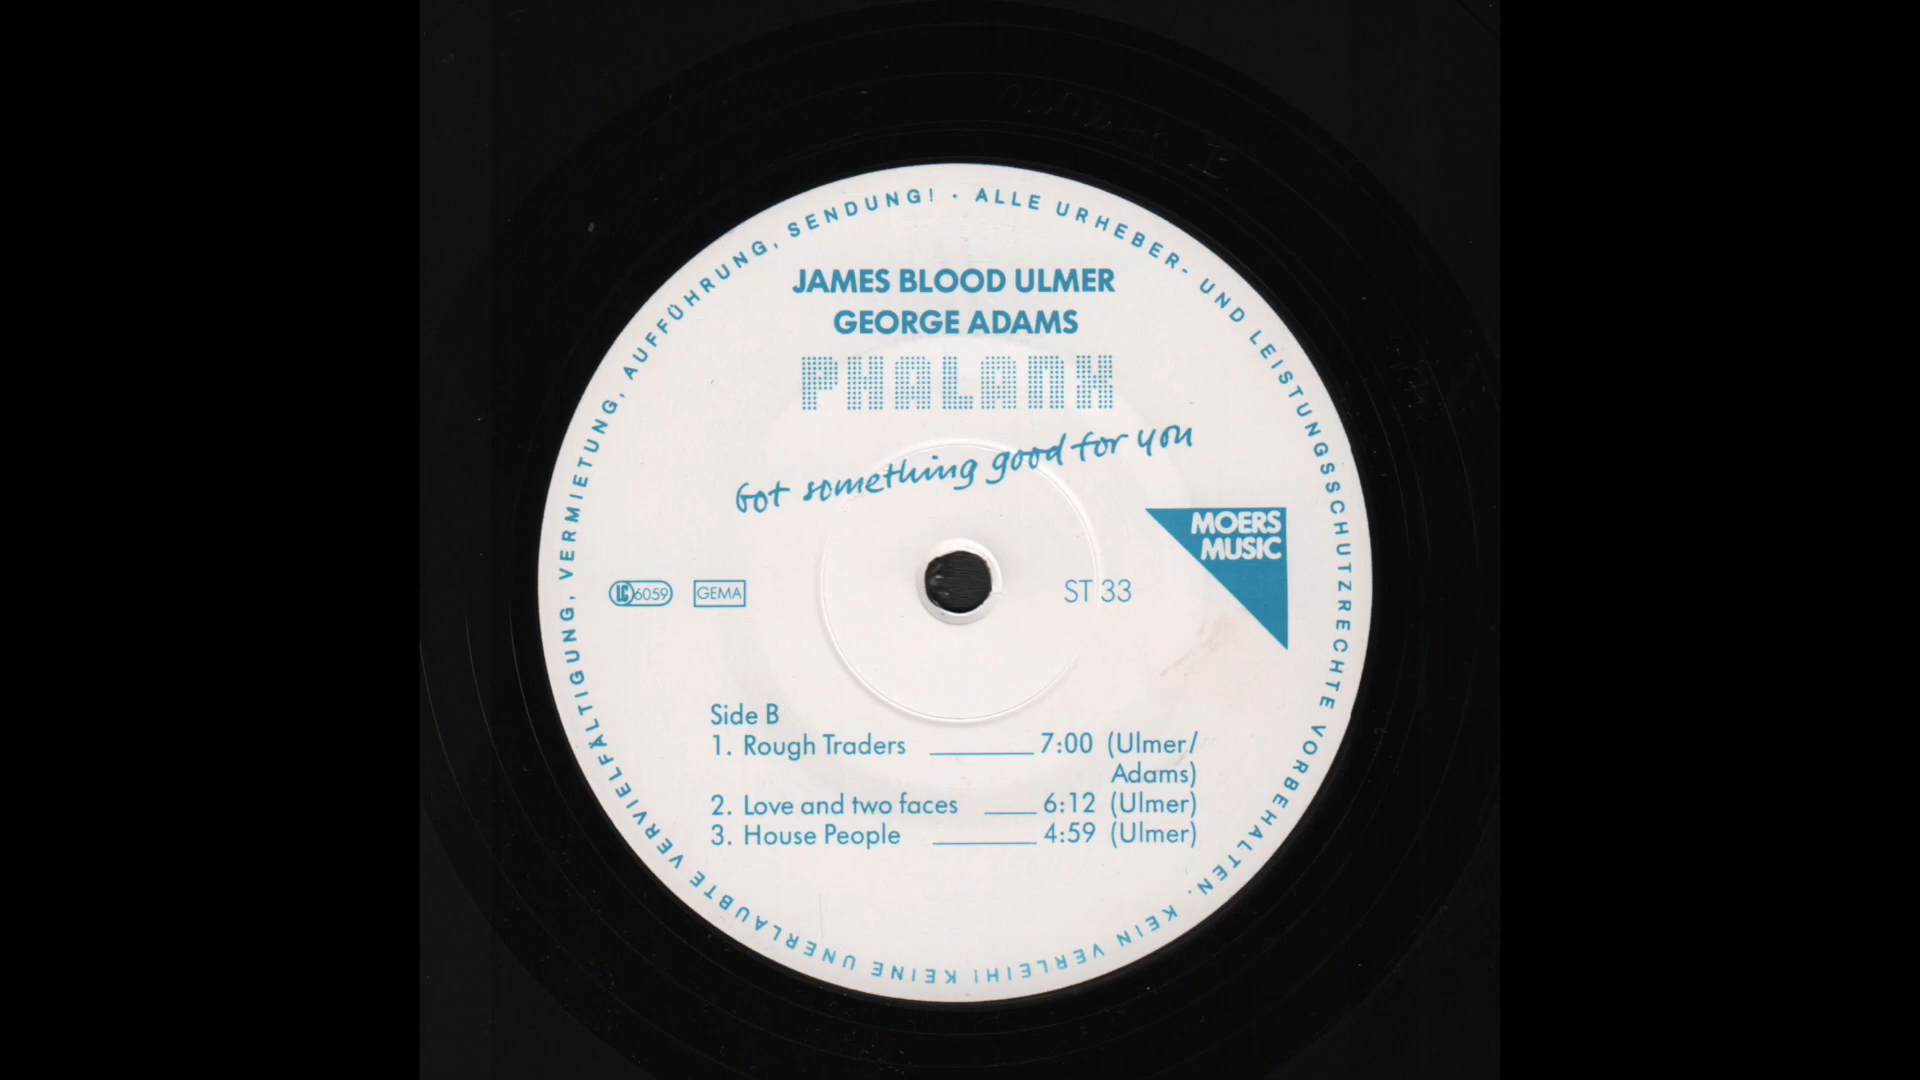 JAMES BLOOD ULMER
GEORGE ADAMS
PHALANX
Got something good for you
MOERS
MUSIC
LC 6059
GEMA
ST 33
Side B
1. Rough Traders 7:00 (Ulmer/
Adams)
2. Love and two faces 6:12 (Ulmer)
3. House People 4:59 (Ulmer)
· ALLE URHEBER- UND LEISTUNGSSCHUTZRECHTE VORBEHALTEN. KEIN VERLEIH! KEINE UNERLAUBTE VERVIELFÄLTIGUNG, VERMIETUNG, AUFFÜHRUNG, SENDUNG!